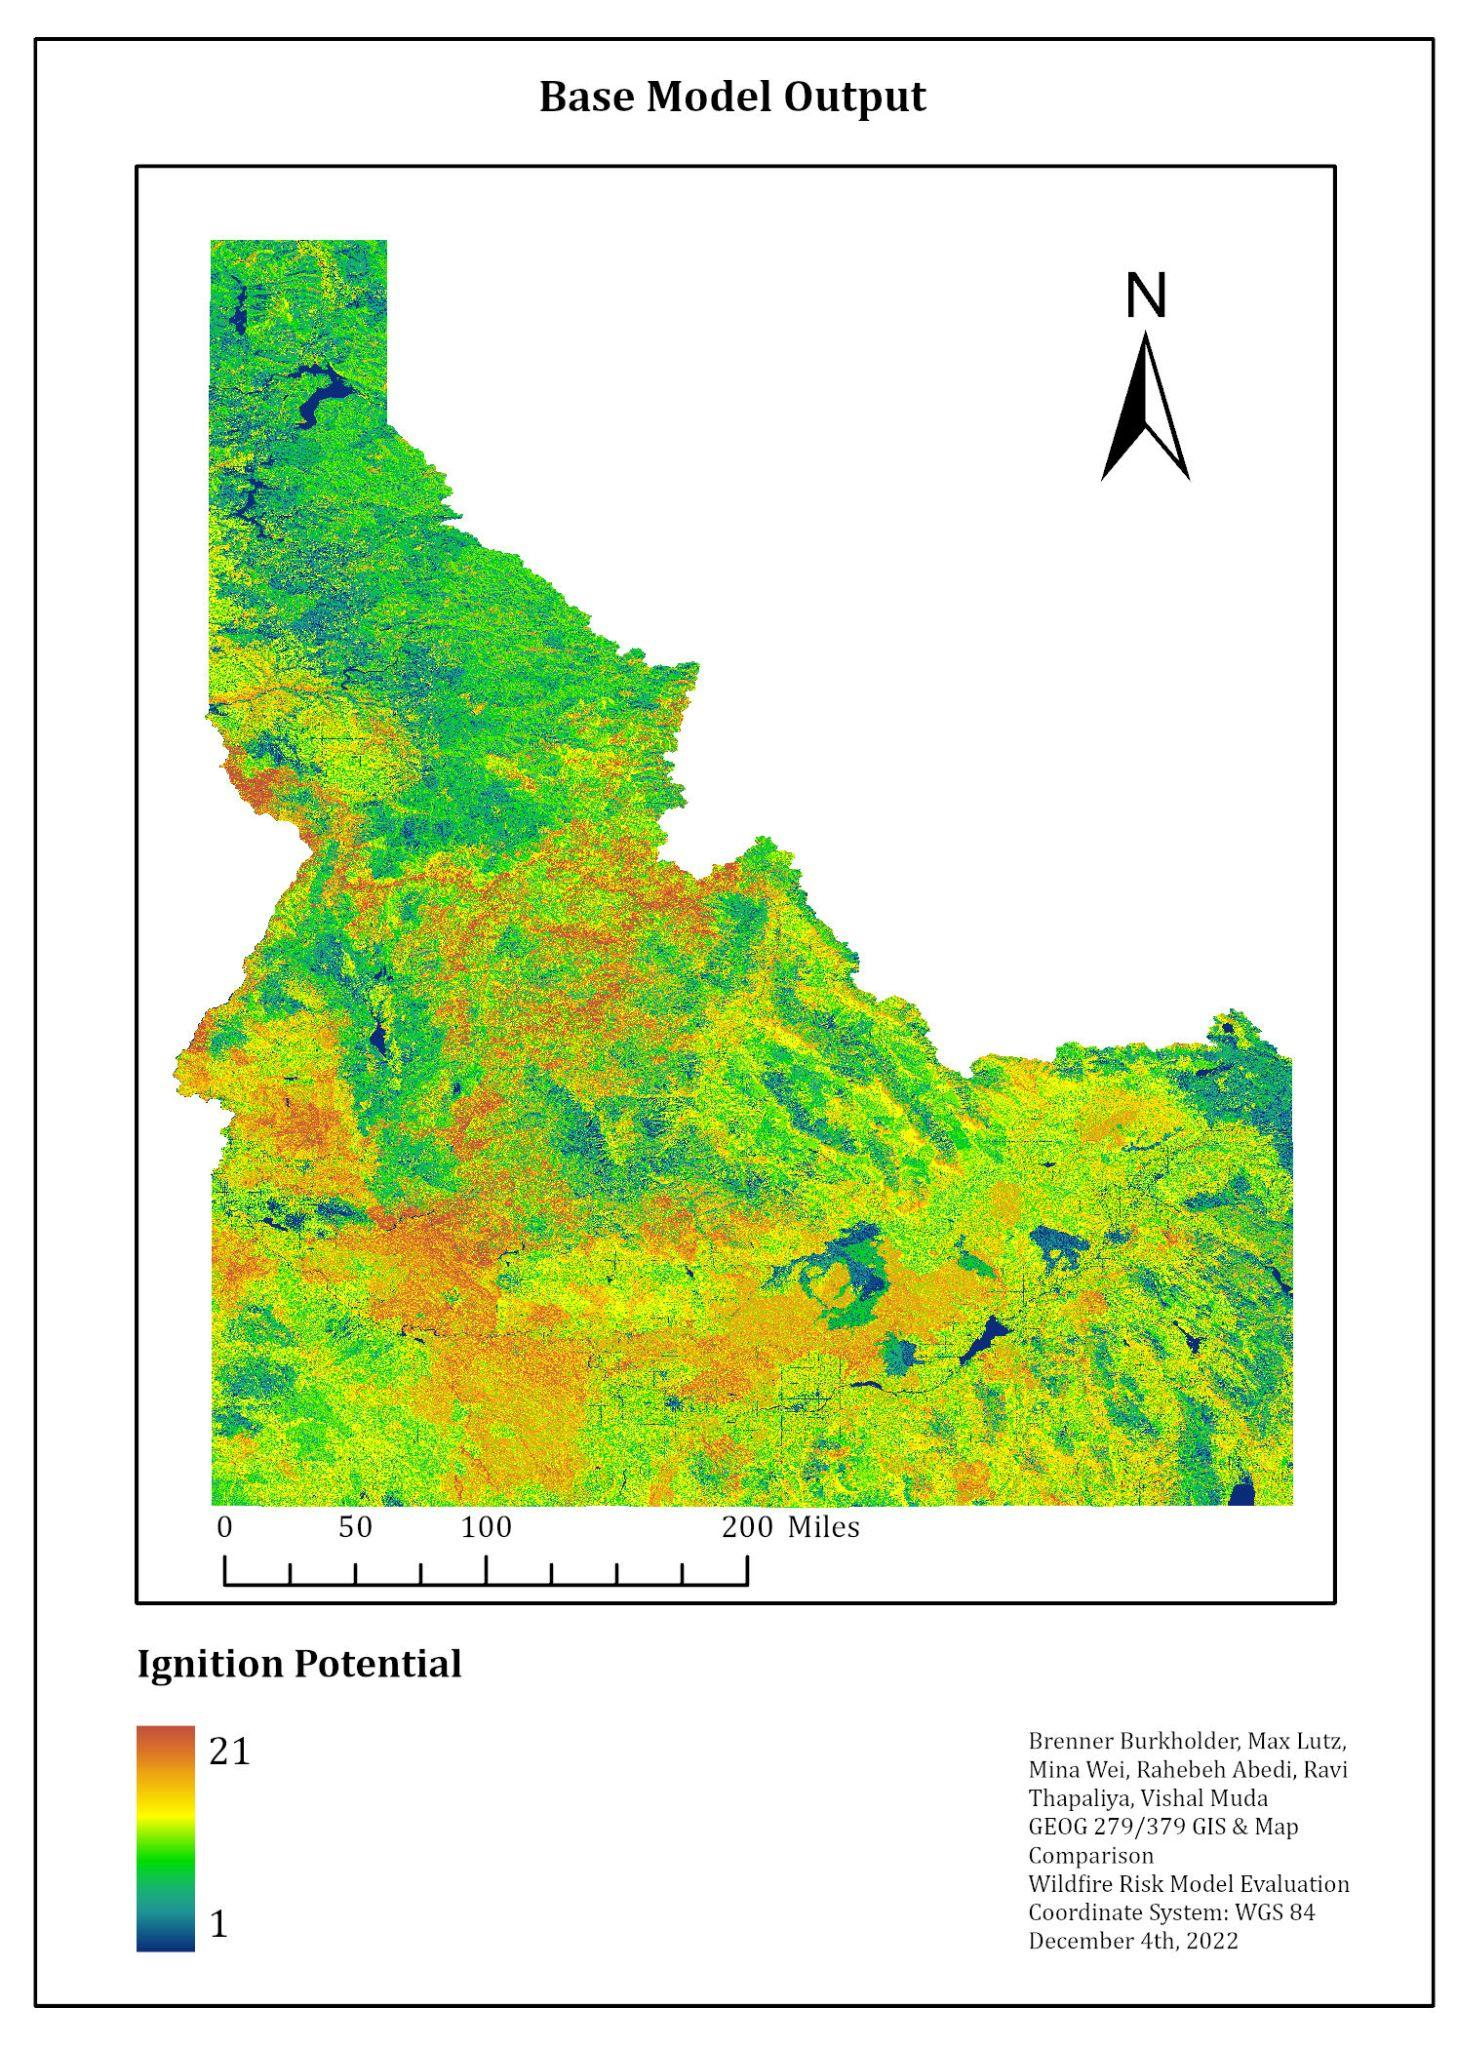 Base Model Output
N
0 50 100 200 Miles
Ignition Potential
21
1
Brenner Burkholder, Max Lutz,
Mina Wei, Rahebeh Abedi, Ravi
Thapaliya, Vishal Muda
GEOG 279/379 GIS & Map
Comparison
Wildfire Risk Model Evaluation
Coordinate System: WGS 84
December 4th, 2022